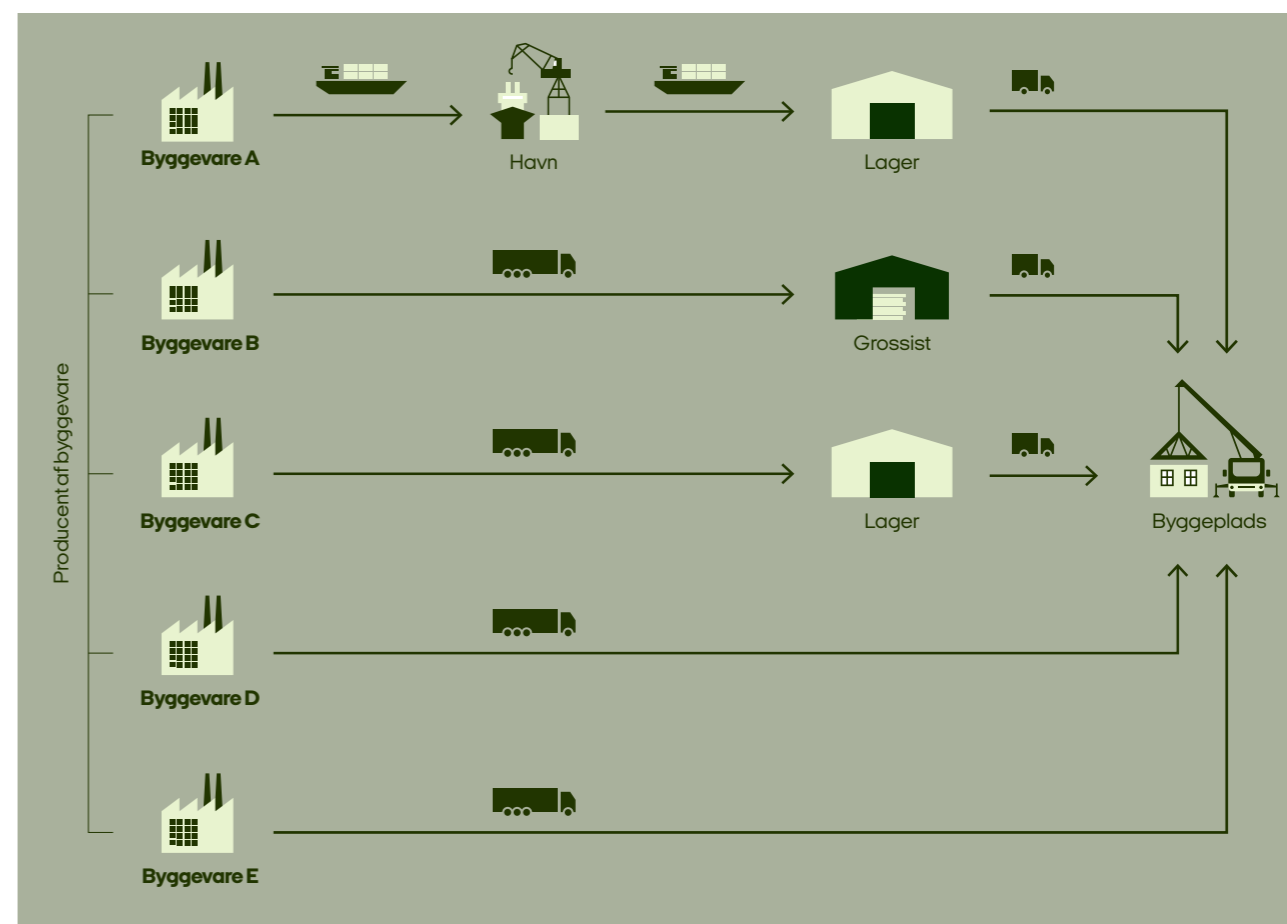 Producent af byggevare
Byggevare A
Havn
Lager
Byggevare B
Grossist
Byggevare C
Lager
Byggeplads
Byggevare D
Byggevare E